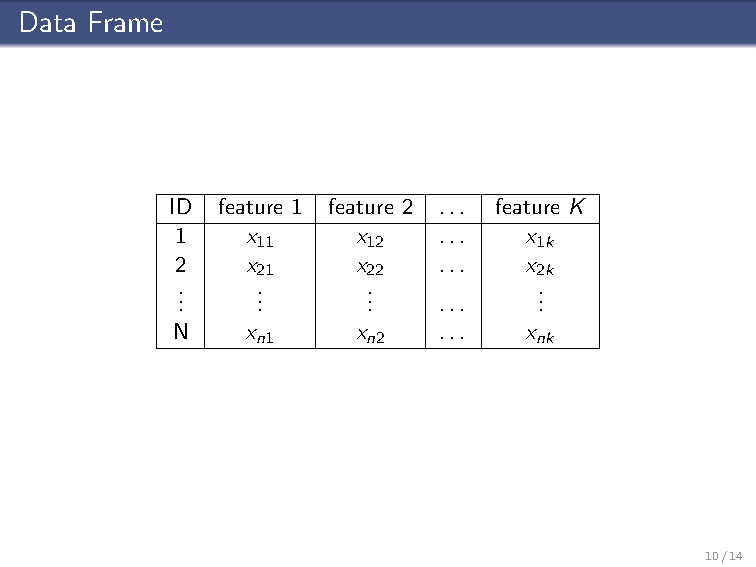 Data Frame
ID feature 1 feature 2 ... feature K
1 x11 x12 ... x1k
2 x21 x22 ... x2k
⋮ ⋮ ⋮ ... ⋮
N xn1 xn2 ... xnk
10 / 14